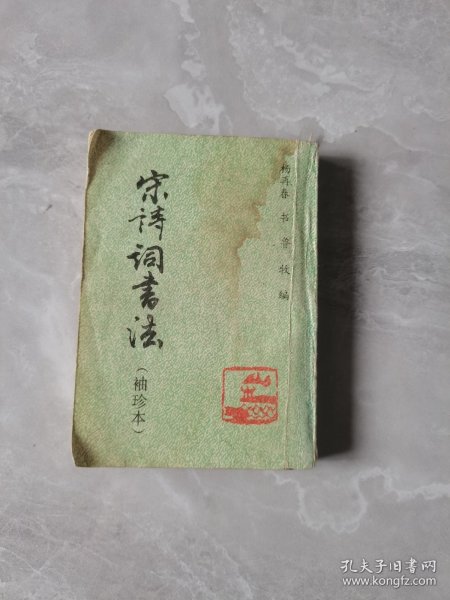 杨再春 书 鲁牧 编
宋诗词书法
（袖珍本）
孔夫子旧书网
www.kongfz.com